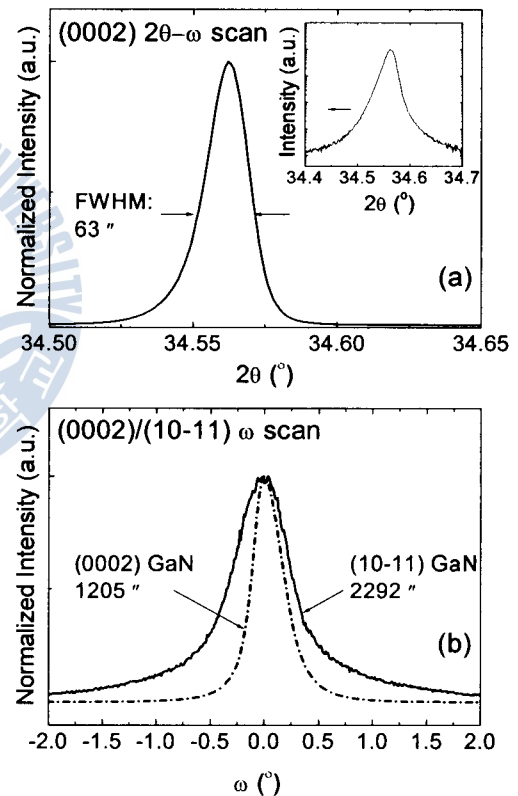 (0002) 2θ−ω scan
Normalized Intensity (a.u.)
FWHM:
63 ″
(a)
34.50 34.55 34.60 34.65
2θ (°)
Intensity (a.u.)
34.4 34.5 34.6 34.7
2θ (°)
(0002)/(10-11) ω scan
Normalized Intensity (a.u.)
(0002) GaN
1205 ″
(10-11) GaN
2292 ″
(b)
-2.0 -1.5 -1.0 -0.5 0.0 0.5 1.0 1.5 2.0
ω (°)